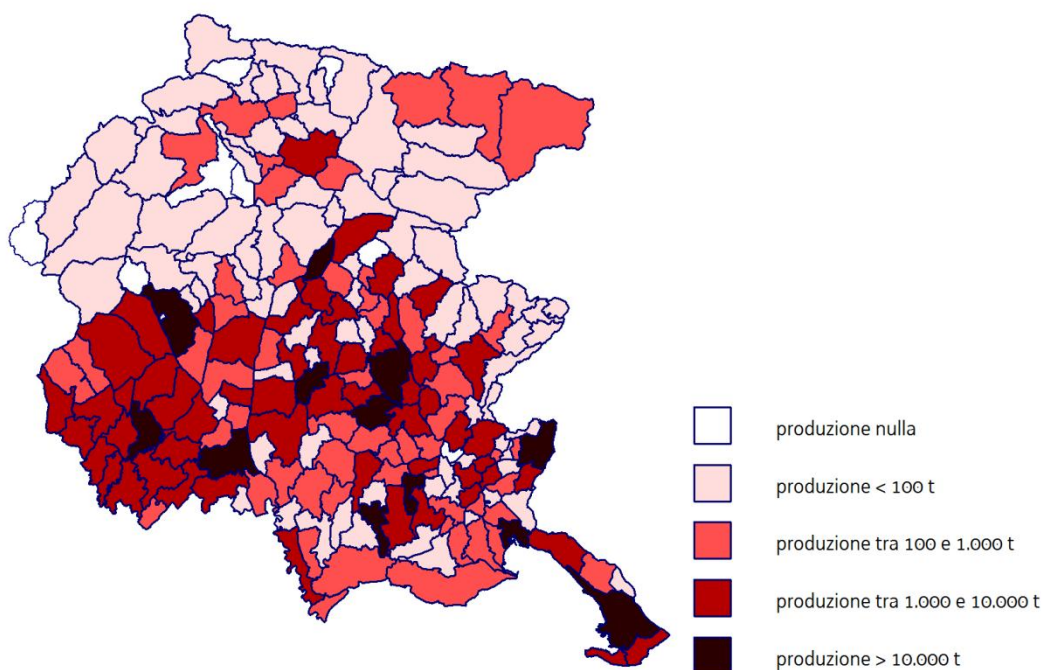 produzione nulla
produzione < 100 t
produzione tra 100 e 1.000 t
produzione tra 1.000 e 10.000 t
produzione > 10.000 t